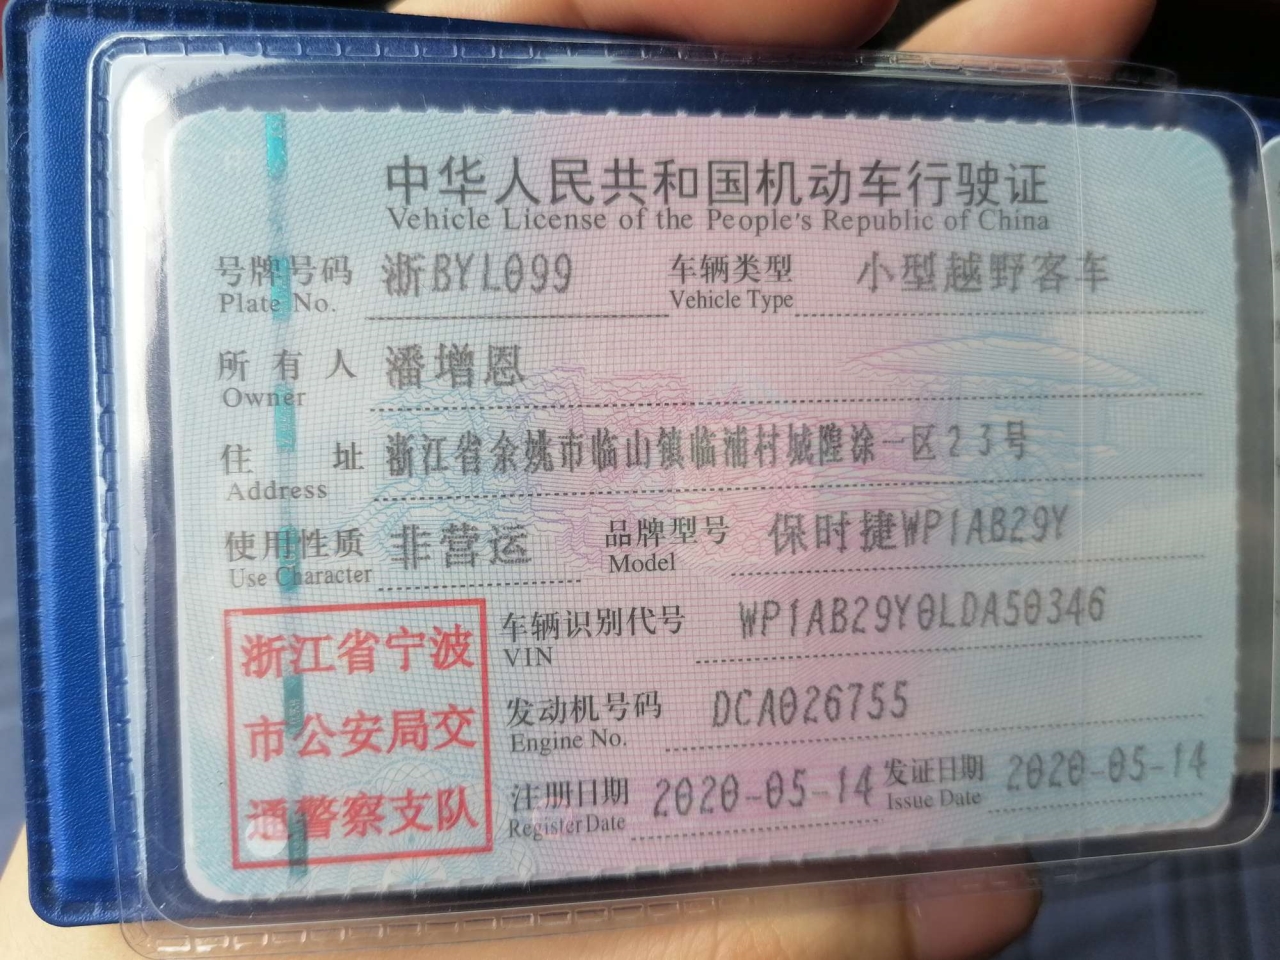 中华人民共和国机动车行驶证
Vehicle License of the People's Republic of China
号牌号码 浙BYL099 车辆类型 小型越野客车
Plate No. Vehicle Type
所有人 潘增恩
Owner
住址 浙江省余姚市临山镇临浦村城隍涂一区23号
Address
使用性质 非营运 品牌型号 保时捷WP1AB29Y
Use Character Model
浙江省宁波
市公安局交
通警察支队
车辆识别代号 WP1AB29Y0LDA50346
VIN
发动机号码 DCA026755
Engine No.
注册日期 2020-05-14 发证日期 2020-05-14
Register Date Issue Date